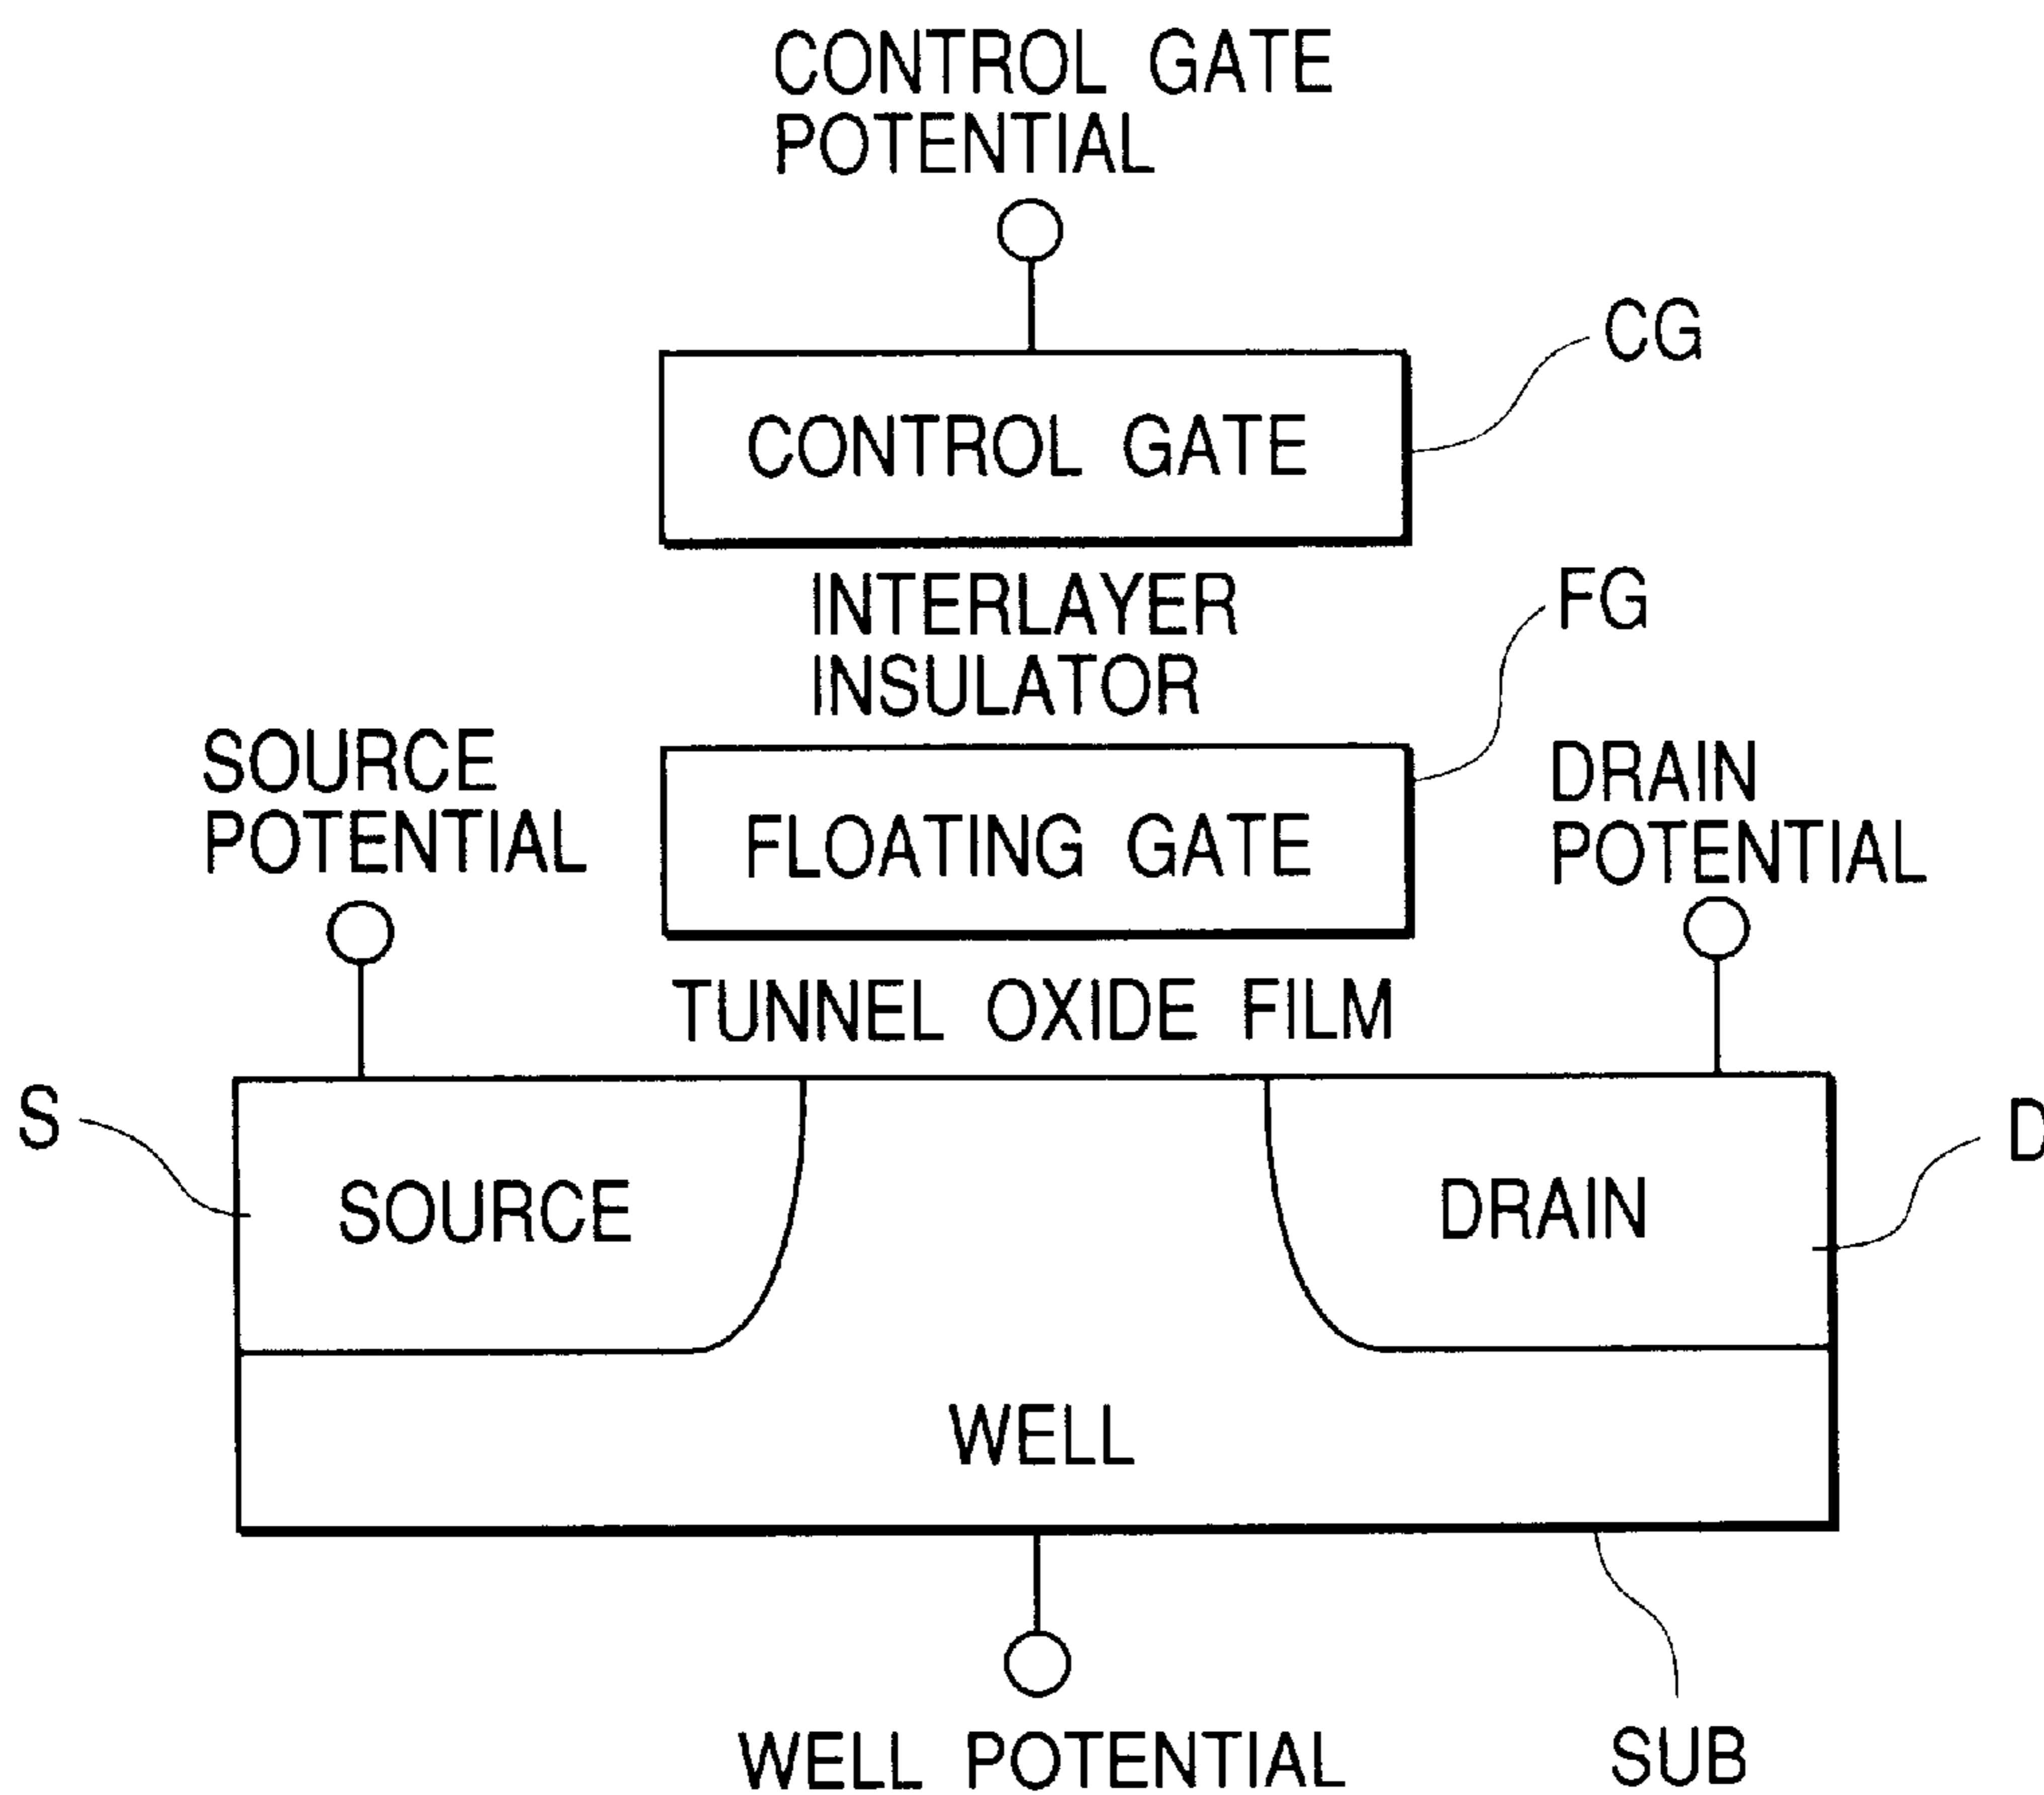 CONTROL GATE
POTENTIAL
CG
CONTROL GATE
INTERLAYER
INSULATOR
FG
SOURCE
POTENTIAL
DRAIN
POTENTIAL
FLOATING GATE
TUNNEL OXIDE FILM
S
D
SOURCE
DRAIN
WELL
WELL POTENTIAL
SUB